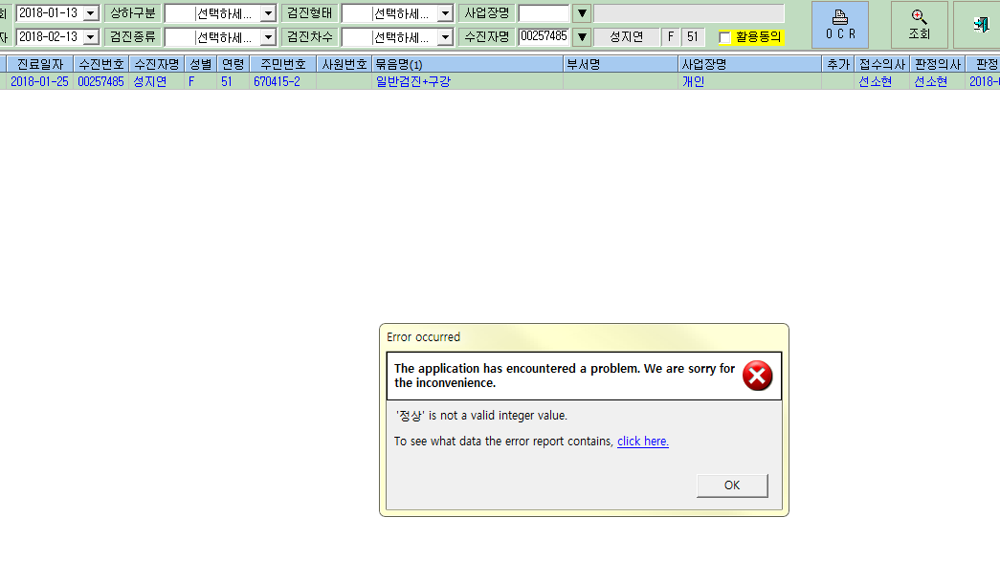 회 2018-01-13 상하구분 선택하세... 검진형태 선택하세... 사업장명
자 2018-02-13 검진종류 선택하세... 검진차수 선택하세... 수진자명 00257485 성지연 F 51 활용동의
O C R
조회
진료일자 수진번호 수진자명 성별 연령 주민번호 사원번호 묶음명(1) 부서명 사업장명 추가 접수의사 판정의사 판정
2018-01-25 00257485 성지연 F 51 670415-2 일반검진+구강 개인 선소현 선소현 2018-
Error occurred
The application has encountered a problem. We are sorry for
the inconvenience.
'정상' is not a valid integer value.
To see what data the error report contains, click here.
OK